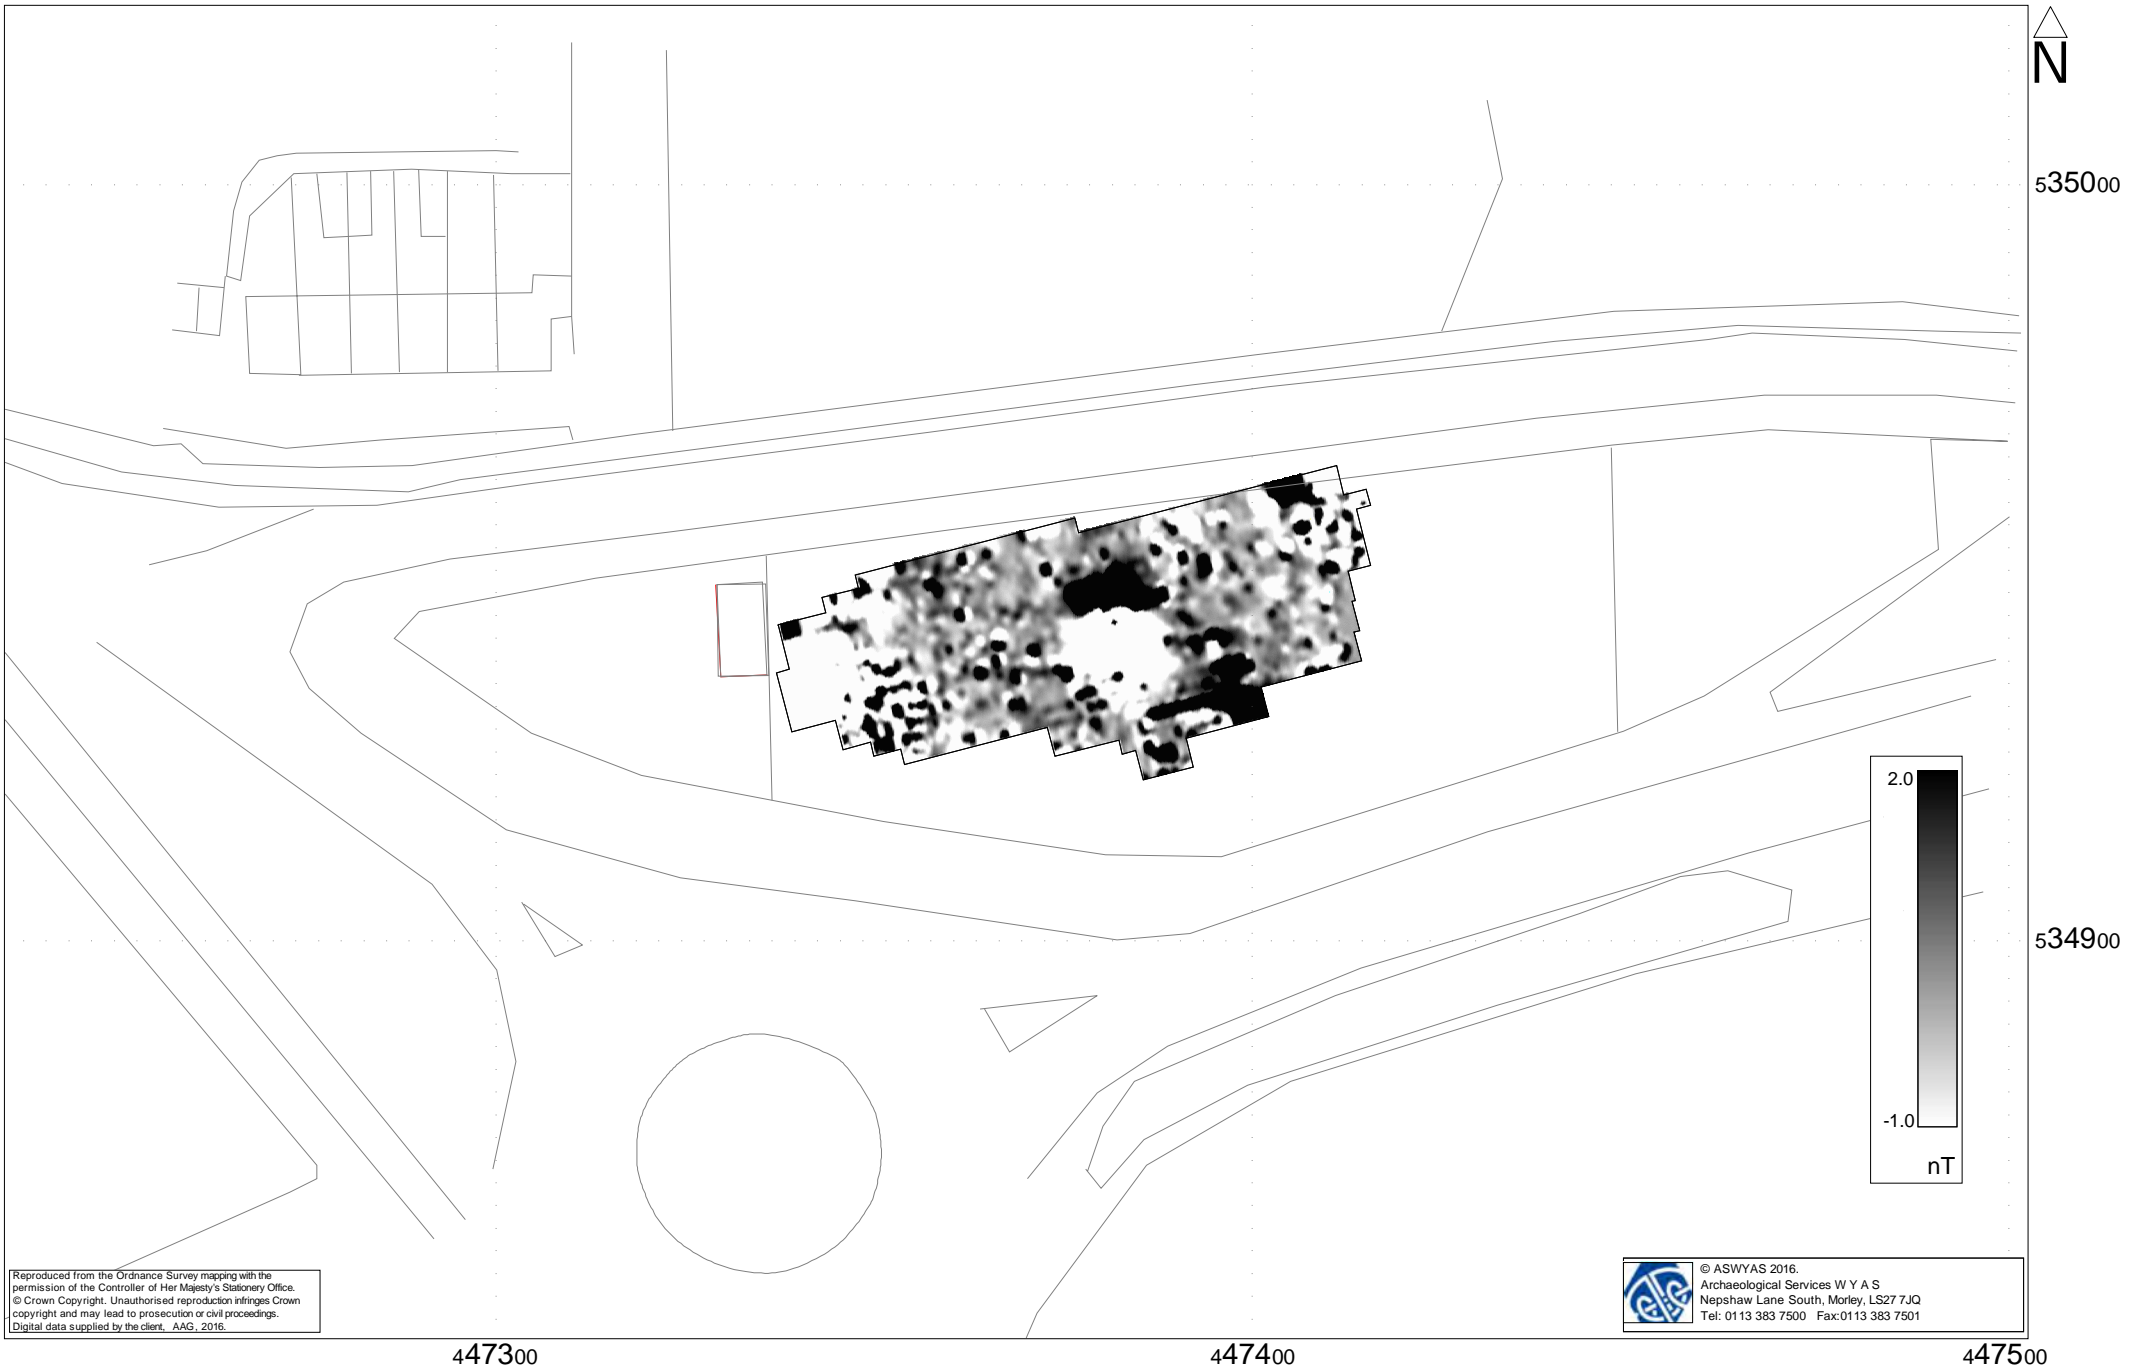 N
535000
534900
2.0
-1.0
nT
Reproduced from the Ordnance Survey mapping with the
permission of the Controller of Her Majesty's Stationery Office.
© Crown Copyright. Unauthorised reproduction infringes Crown
copyright and may lead to prosecution or civil proceedings.
Digital data supplied by the client, AAG, 2016.
© ASWYAS 2016.
Archaeological Services W Y A S
Nepshaw Lane South, Morley, LS27 7JQ
Tel: 0113 383 7500 Fax:0113 383 7501
447300
447400
447500